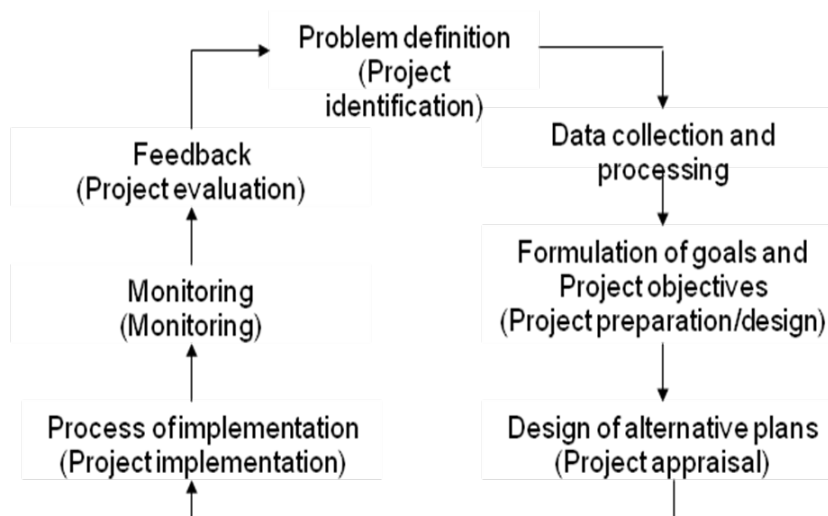 Problem definition
(Project
identification)
Data collection and
processing
Formulation of goals and
Project objectives
(Project preparation/design)
Design of alternative plans
(Project appraisal)
Process of implementation
(Project implementation)
Monitoring
(Monitoring)
Feedback
(Project evaluation)